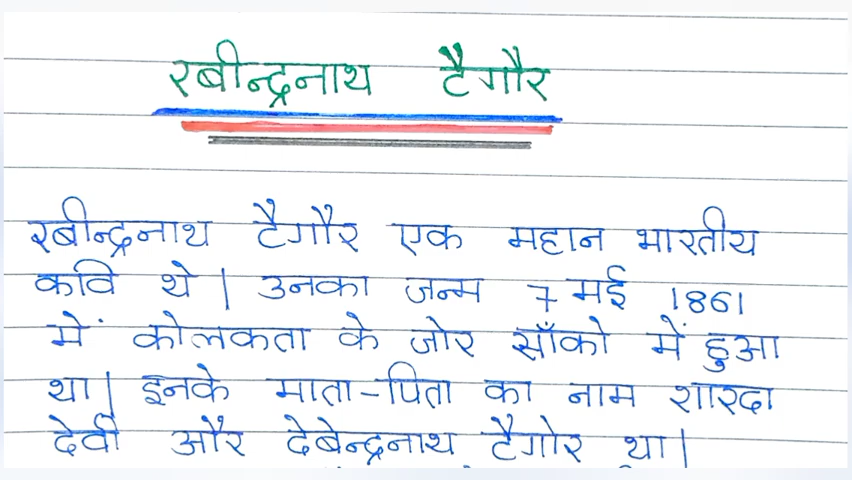 रबीन्द्रनाथ टैगौर
रबीन्द्रनाथ टैगौर एक महान भारतीय
कवि थे| उनका जन्म 7 मई 1861
में कोलकता के जोर साँको में हुआ
था| इनके माता-पिता का नाम शारदा
देवी और देबेन्द्रनाथ टैगोर था|